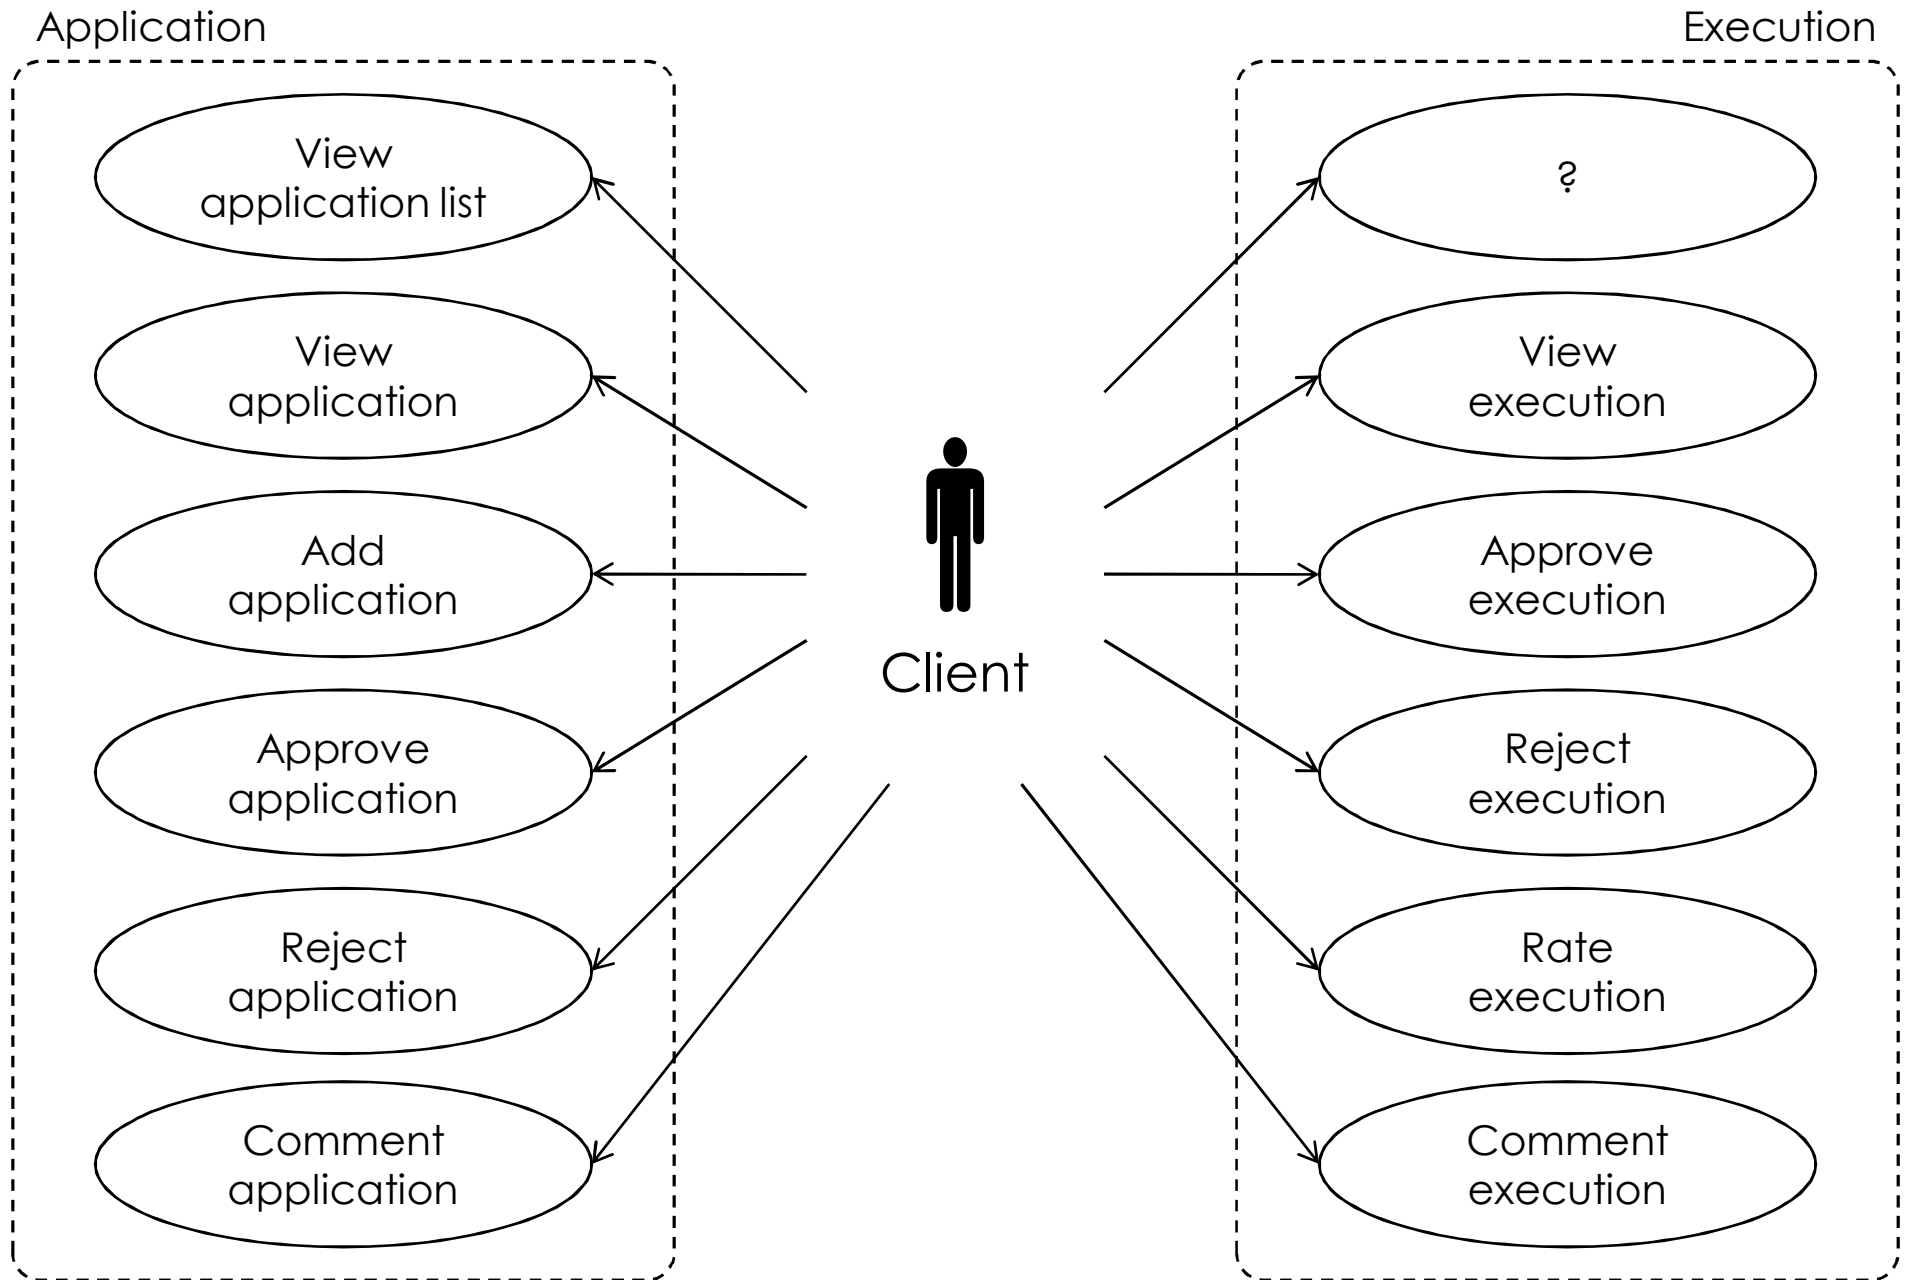 Application
Execution
View
application list
View
application
Add
application
Approve
application
Reject
application
Comment
application
Client
?
View
execution
Approve
execution
Reject
execution
Rate
execution
Comment
execution